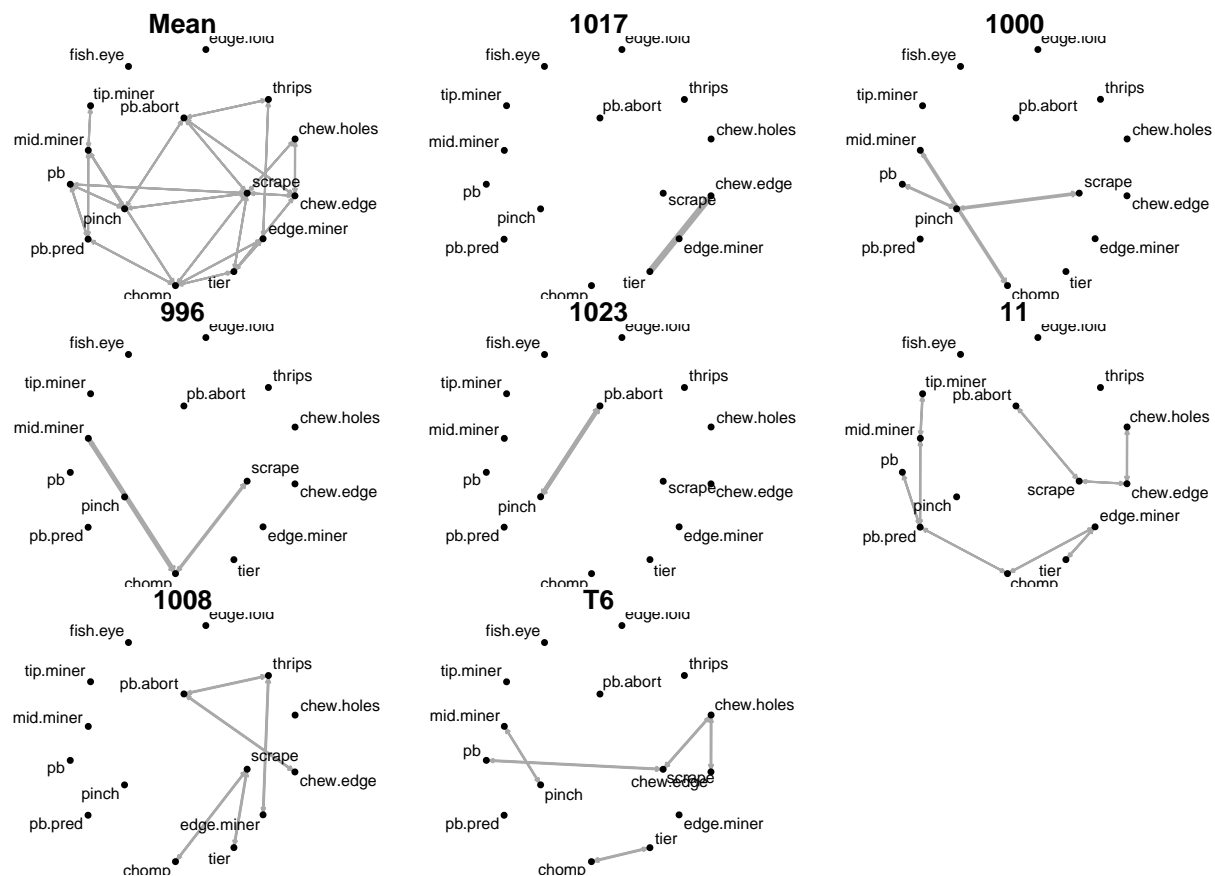 Mean
edge.fold
fish.eye
tip.miner
thrips
pb.abort
mid.miner
chew.holes
pb
scrape
chew.edge
pinch
edge.miner
pb.pred
tier
chomp
1017
edge.fold
fish.eye
tip.miner
thrips
pb.abort
mid.miner
chew.holes
pb
chew.edge
scrape
pinch
edge.miner
pb.pred
tier
chomp
1000
edge.fold
fish.eye
tip.miner
thrips
pb.abort
mid.miner
chew.holes
pb
scrape
chew.edge
pinch
edge.miner
pb.pred
tier
chomp
996
edge.fold
fish.eye
tip.miner
thrips
pb.abort
mid.miner
chew.holes
pb
scrape
chew.edge
pinch
edge.miner
pb.pred
tier
chomp
1023
edge.fold
fish.eye
tip.miner
thrips
pb.abort
mid.miner
chew.holes
pb
scrape
chew.edge
pinch
edge.miner
pb.pred
tier
chomp
11
edge.fold
fish.eye
tip.miner
thrips
pb.abort
mid.miner
chew.holes
pb
scrape
chew.edge
pinch
edge.miner
pb.pred
tier
chomp
1008
edge.fold
fish.eye
tip.miner
thrips
pb.abort
mid.miner
chew.holes
pb
scrape
chew.edge
pinch
edge.miner
pb.pred
tier
chomp
T6
edge.fold
fish.eye
tip.miner
thrips
pb.abort
mid.miner
chew.holes
pb
scrape
chew.edge
pinch
edge.miner
pb.pred
tier
chomp